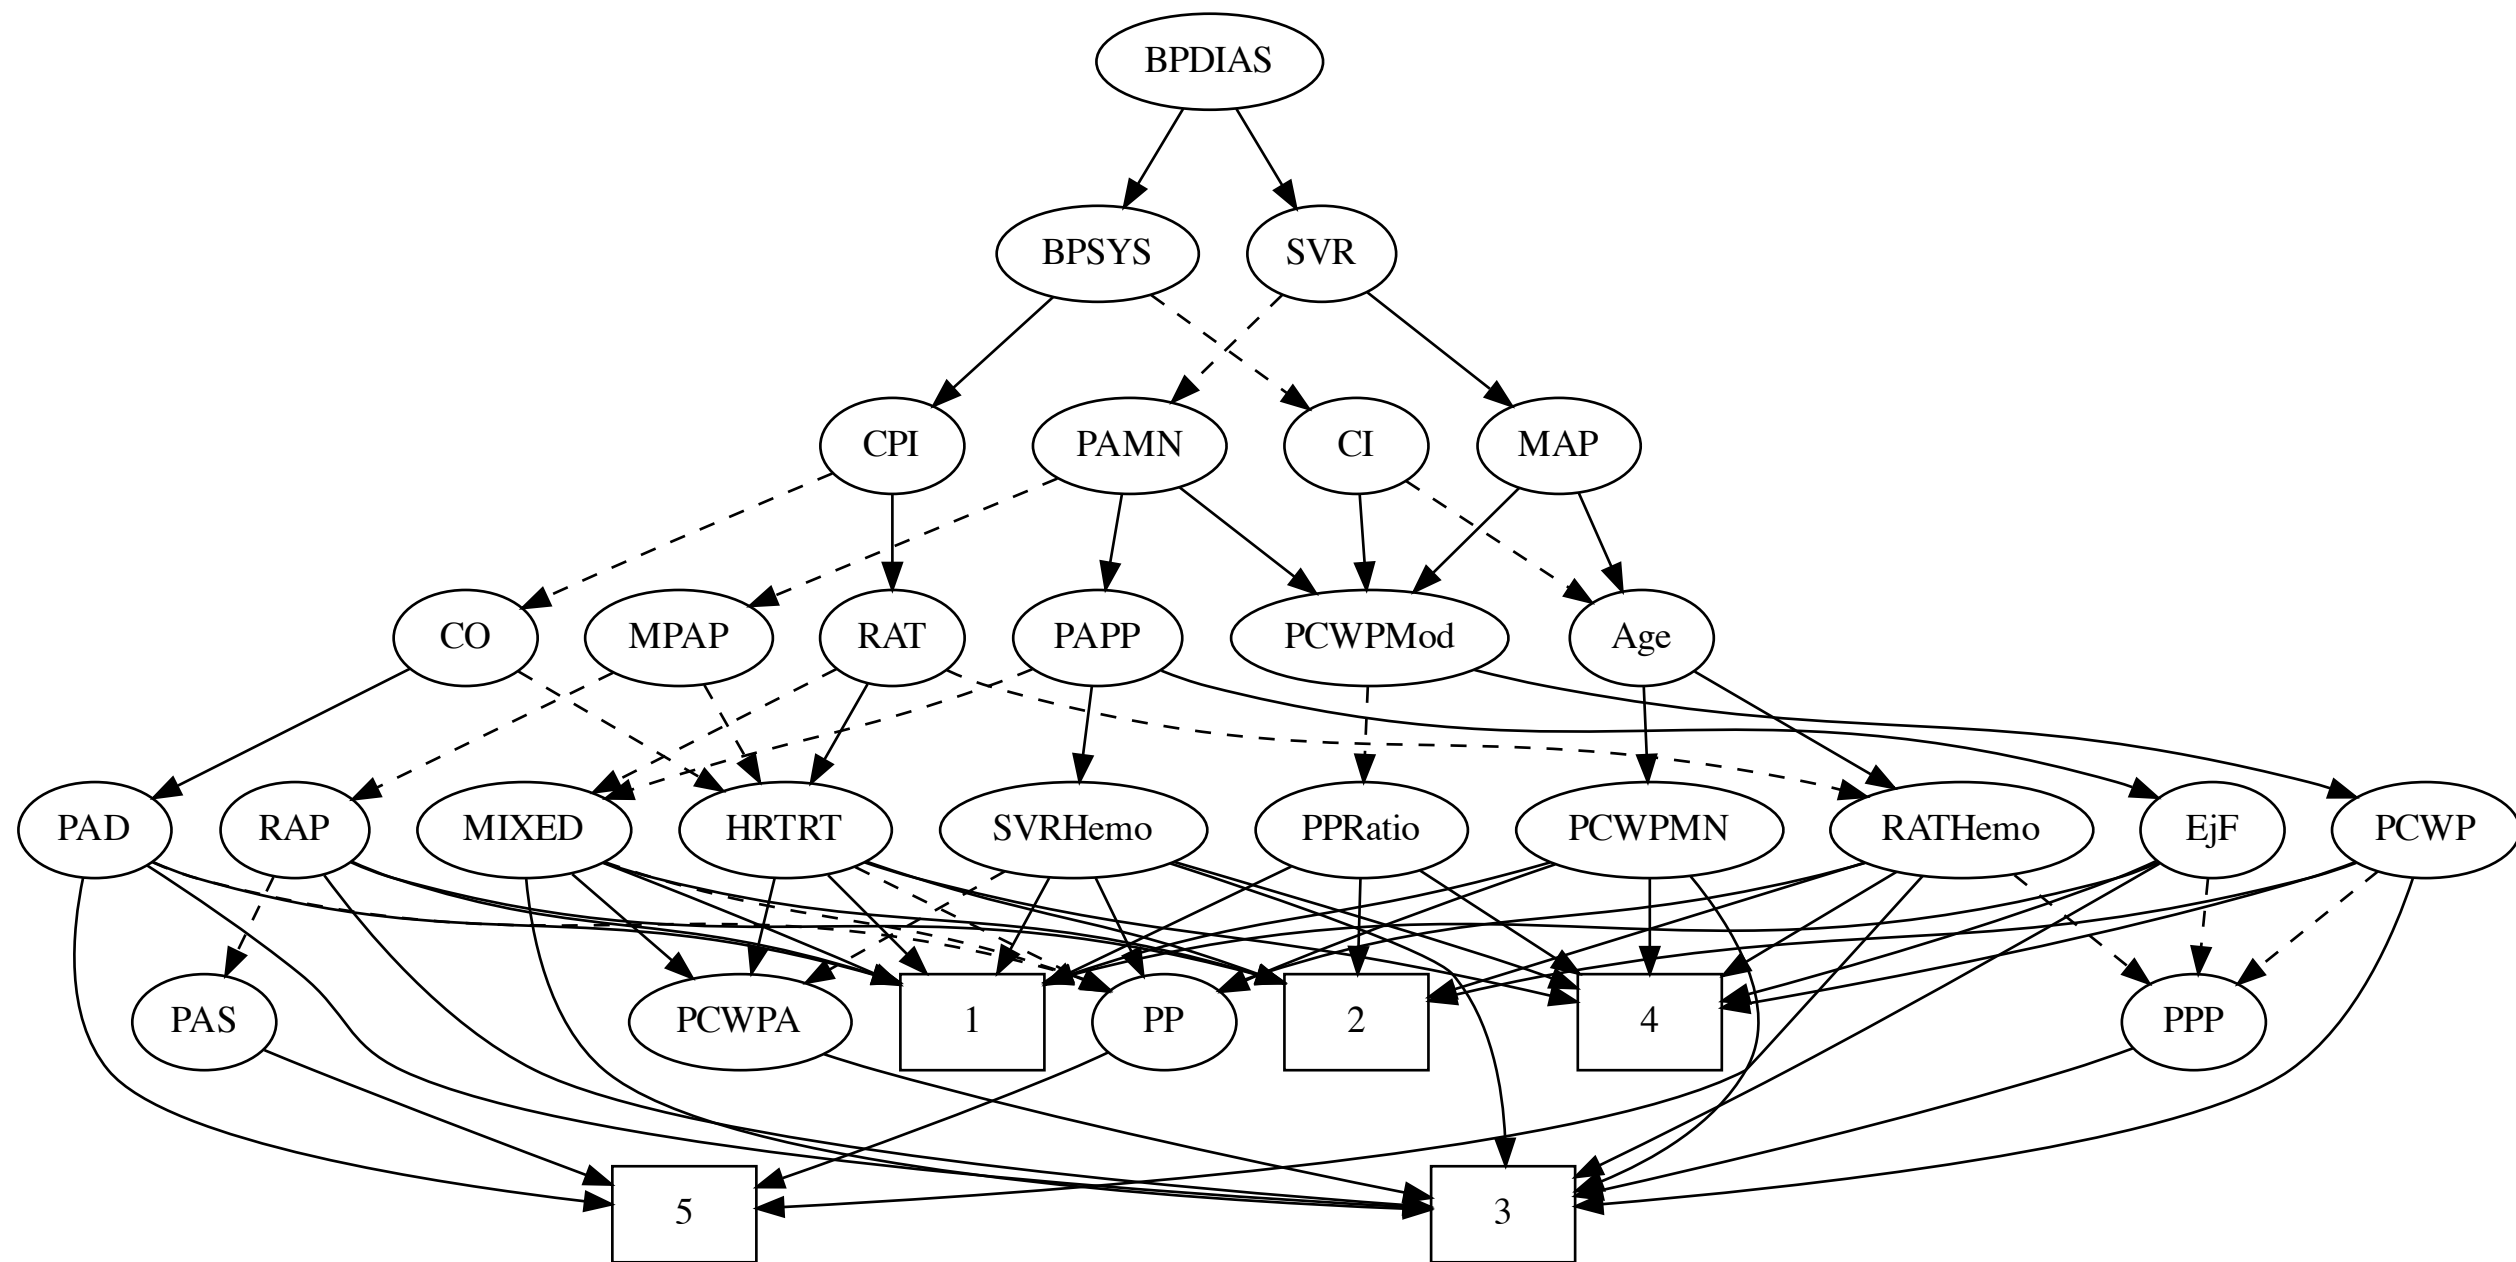 BPDIAS
BPSYS
SVR
CPI
PAMN
CI
MAP
CO
MPAP
RAT
PAPP
PCWPMod
Age
PAD
RAP
MIXED
HRTRT
SVRHemo
PPRatio
PCWPMN
RATHemo
EjF
PCWP
PAS
PCWPA
1
PP
2
4
PPP
5
3